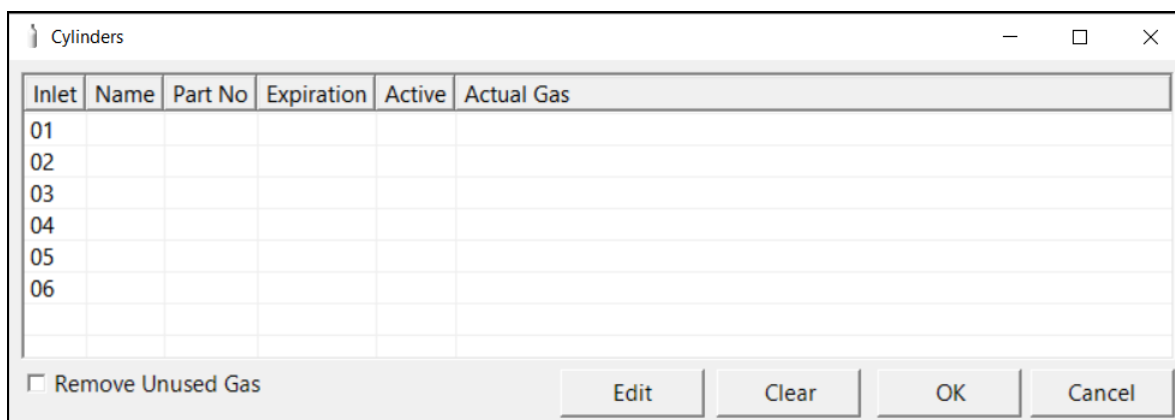 Cylinders
Inlet Name Part No Expiration Active Actual Gas
01
02
03
04
05
06
Remove Unused Gas Edit Clear OK Cancel